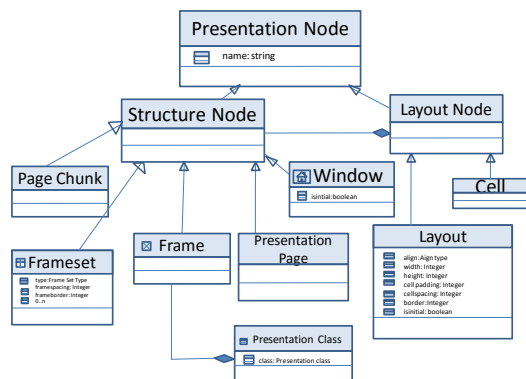 Presentation Node
name: string
Structure Node
Layout Node
Page Chunk
Window
isintial:boolean
Cell
Frameset
type:Frame Set Type
framespacing: Integer
frameborder: Integer
0..n
Frame
Presentation
Page
Layout
align:Aign type
width: Integer
height: Integer
cell padding: Integer
cellspacing: Integer
border:Integer
isinitial: boolean
Presentation Class
class: Presentation class